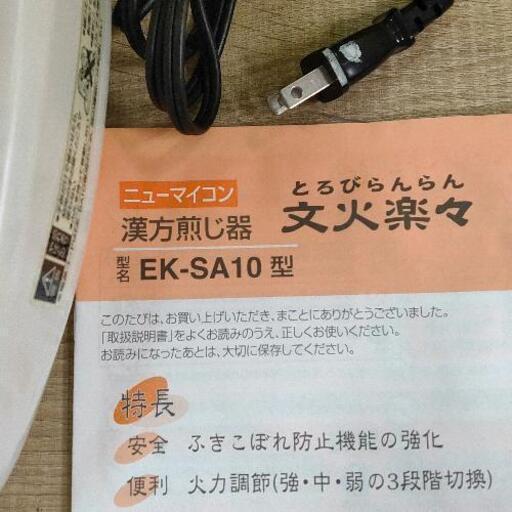 ニューマイコン
漢方煎じ器
とろびらんらん
文火楽々
型名 EK-SA10 型
このたびは、お買い上げいただき、まことにありがとうございました。
「取扱説明書」をよくお読みのうえ、正しくお使いください。
お読みになったあとは、大切に保存してください。
特長
安全 ふきこぼれ防止機能の強化
便利 火力調節(強・中・弱の3段階切換)